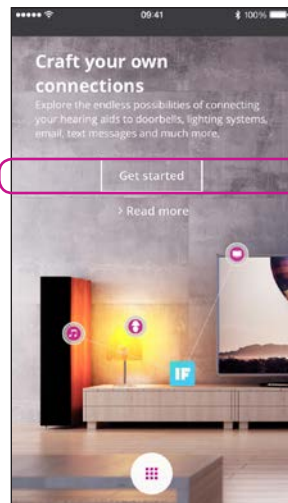 09:41
100%
Craft your own
connections
Explore the endless possibilities of connecting
your hearing aids to doorbells, lighting systems,
email, text messages and much more.
Get started
> Read more
IF